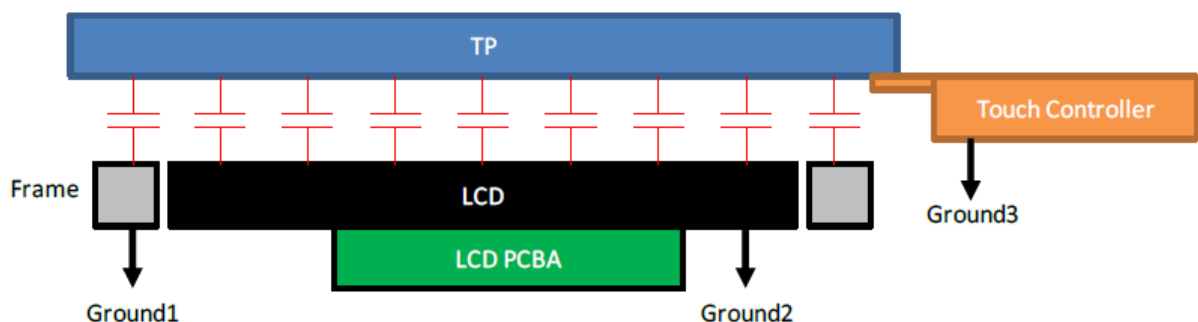 TP
Touch Controller
Frame
LCD
Ground3
LCD PCBA
Ground1
Ground2